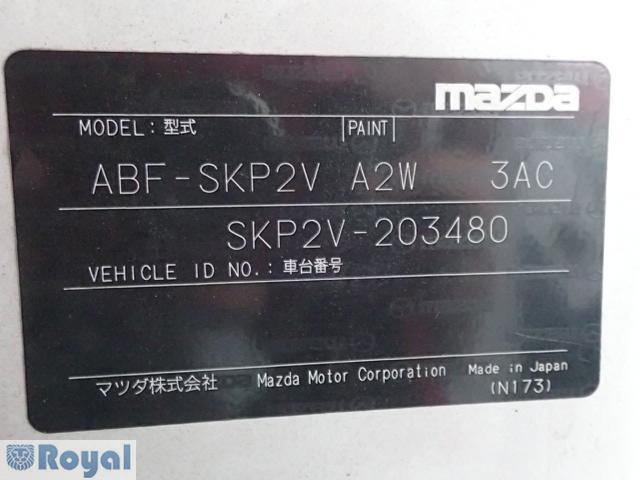 mazda
MODEL: 型式 PAINT
ABF-SKP2V A2W 3AC
SKP2V-203480
VEHICLE ID NO.: 車台番号
マツダ株式会社 Mazda Motor Corporation Made in Japan
(N173)
Royal